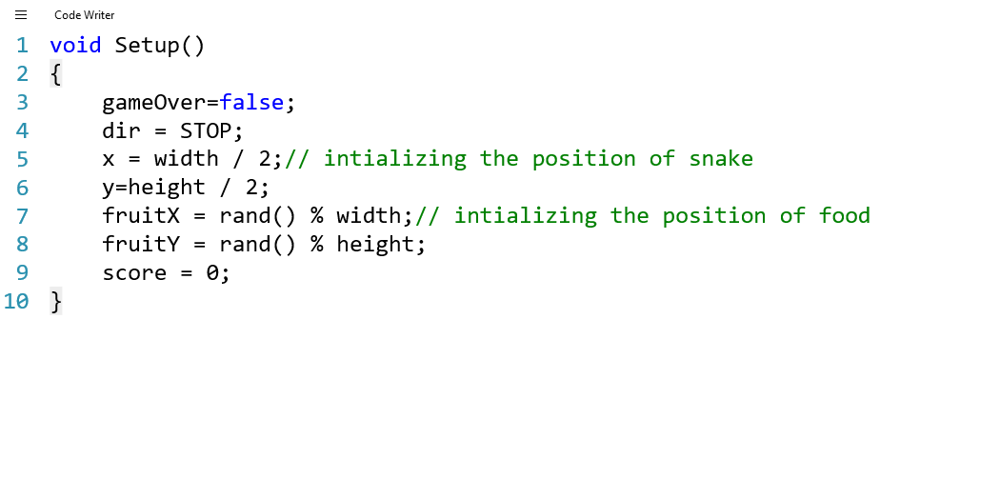 Code Writer
1 void Setup()
2 {
3     gameOver=false;
4     dir = STOP;
5     x = width / 2;// intializing the position of snake
6     y=height / 2;
7     fruitX = rand() % width;// intializing the position of food
8     fruitY = rand() % height;
9     score = 0;
10 }